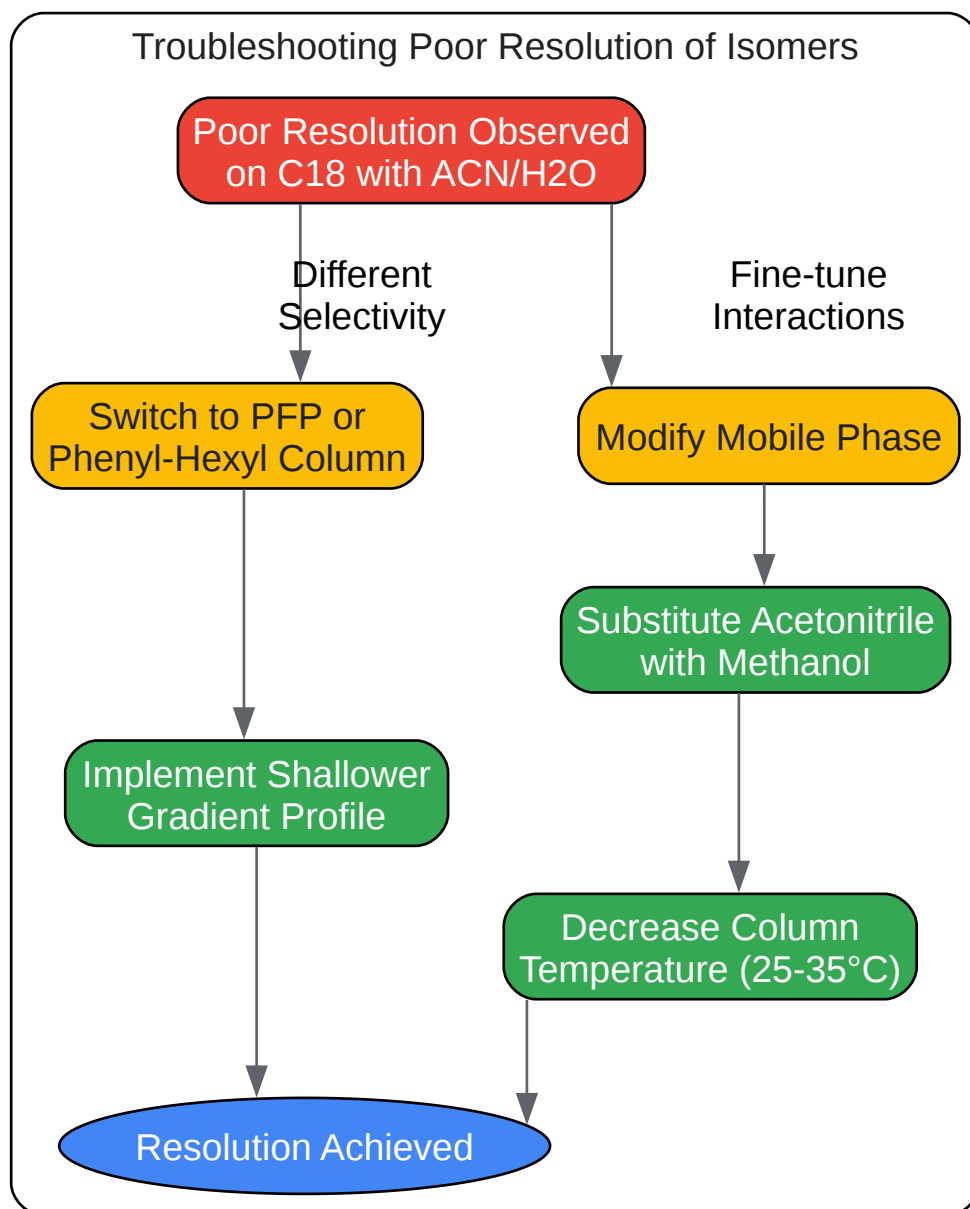 Troubleshooting Poor Resolution of Isomers
Poor Resolution Observed
on C18 with ACN/H2O
Different
Selectivity
Fine-tune
Interactions
Switch to PFP or
Phenyl-Hexyl Column
Modify Mobile Phase
Substitute Acetonitrile
with Methanol
Implement Shallower
Gradient Profile
Decrease Column
Temperature (25-35°C)
Resolution Achieved